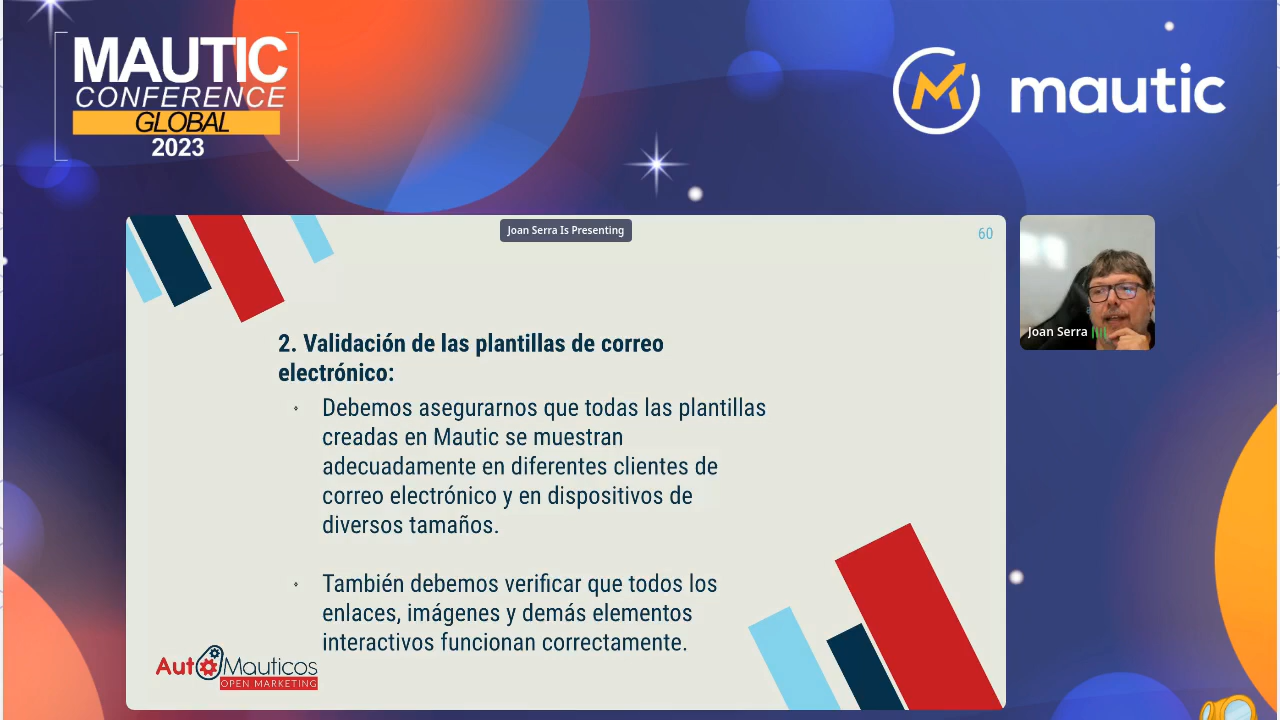 MAUTIC
CONFERENCE
GLOBAL
2023
mautic
Joan Serra Is Presenting
60
2. Validación de las plantillas de correo
electrónico:
Debemos asegurarnos que todas las plantillas
creadas en Mautic se muestran
adecuadamente en diferentes clientes de
correo electrónico y en dispositivos de
diversos tamaños.
También debemos verificar que todos los
enlaces, imágenes y demás elementos
interactivos funcionan correctamente.
Joan Serra
AutoMauticos
OPEN MARKETING